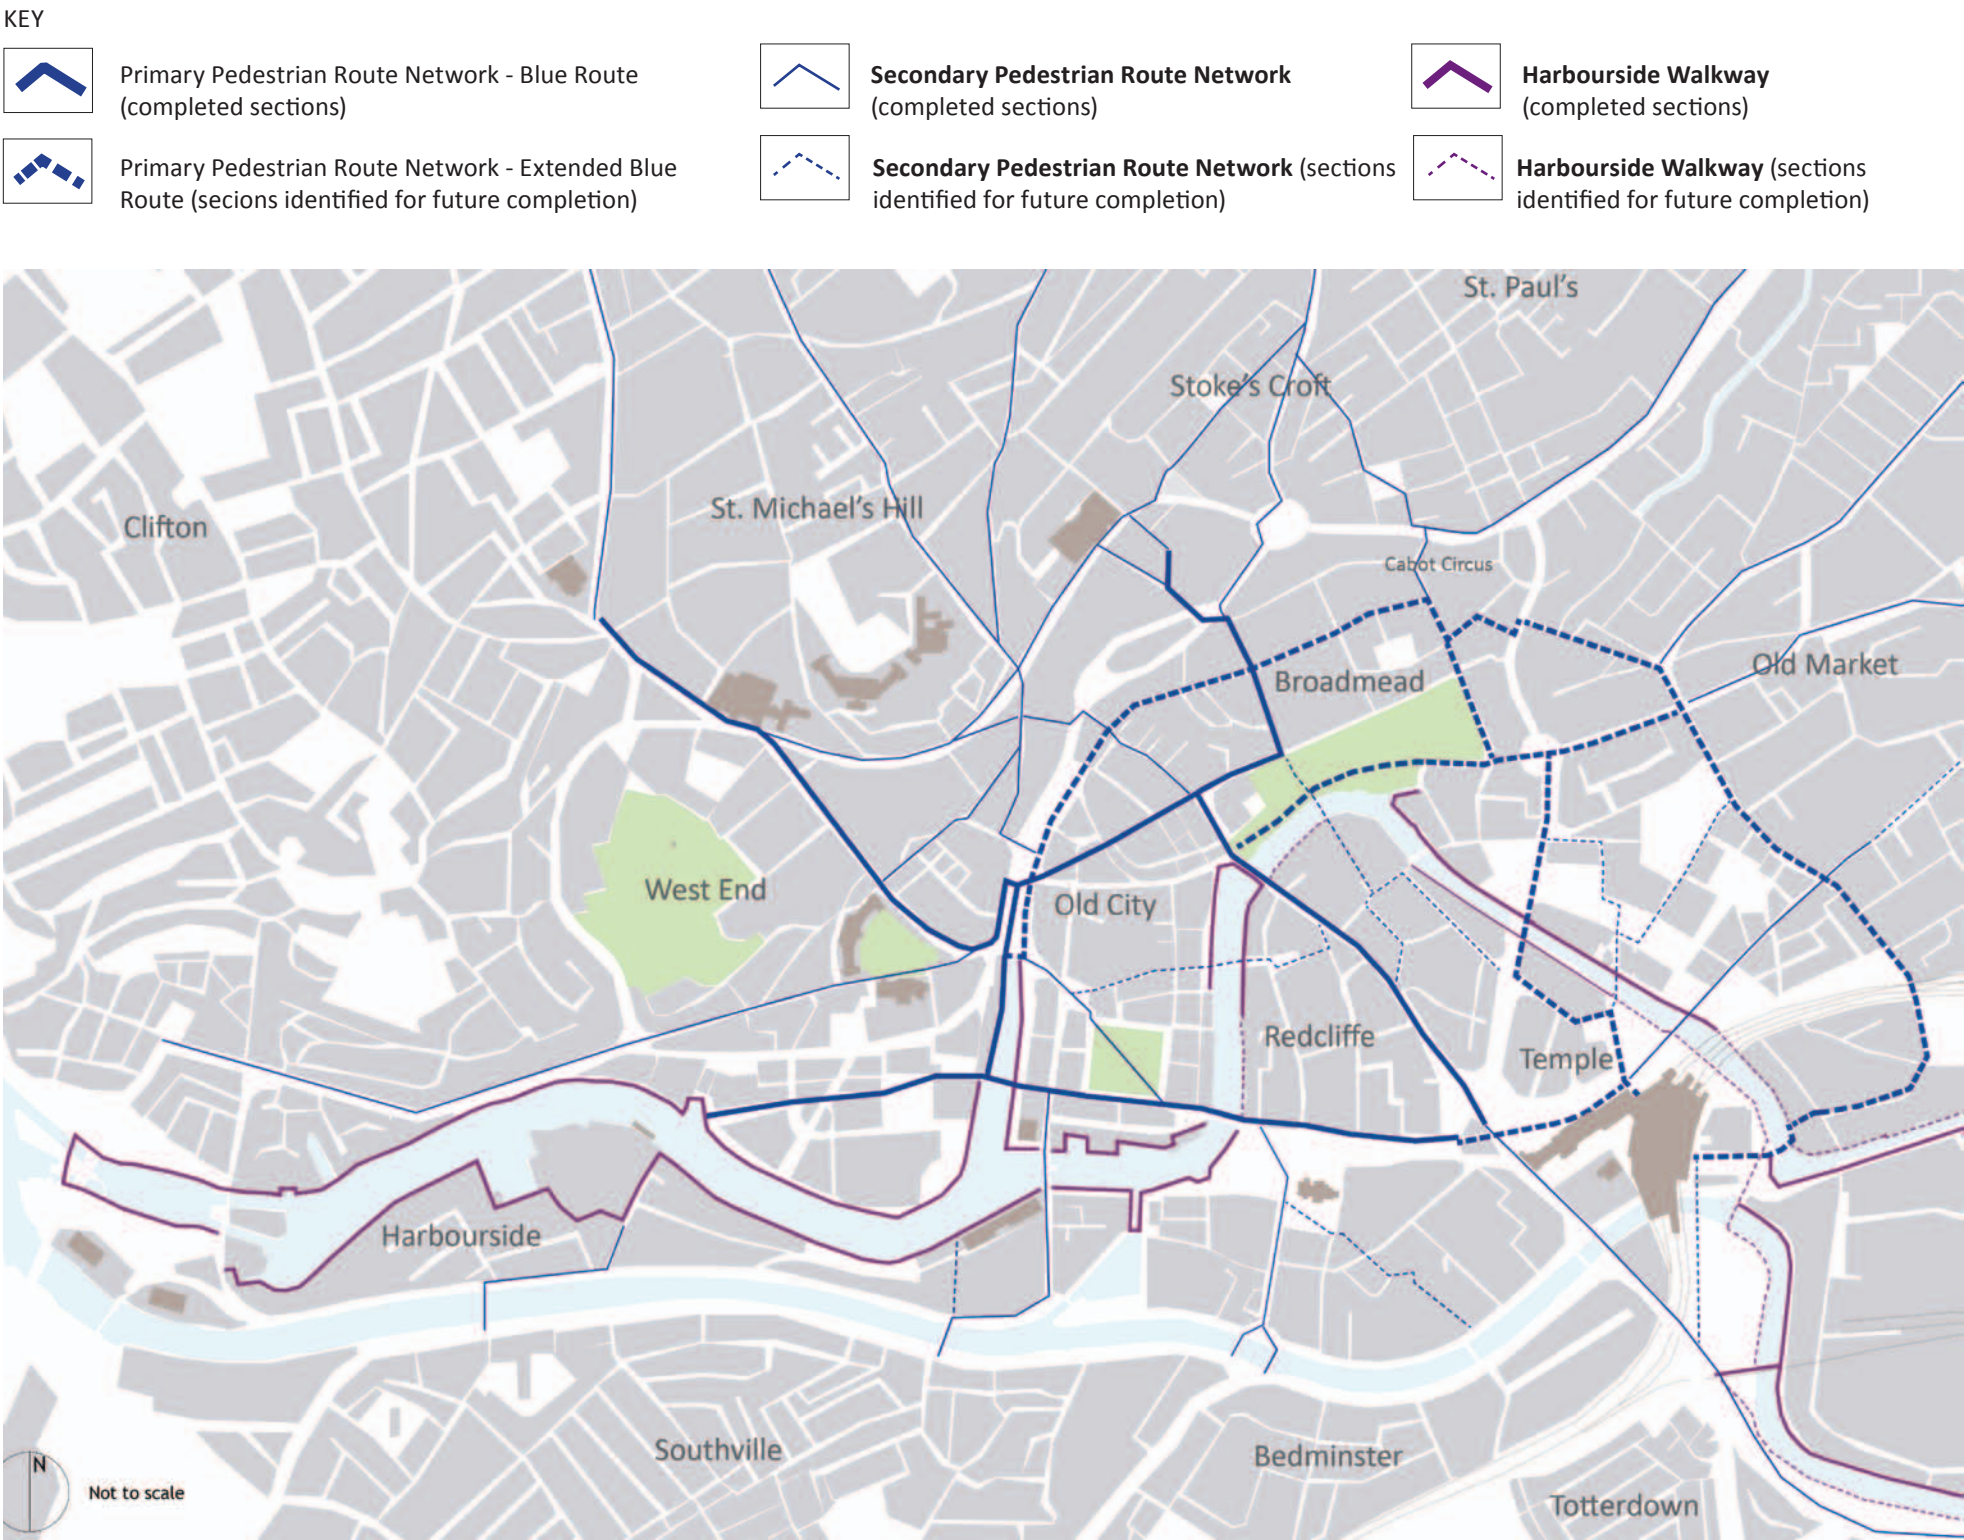 KEY
Primary Pedestrian Route Network - Blue Route
(completed sections)
Secondary Pedestrian Route Network
(completed sections)
Harbourside Walkway
(completed sections)
Primary Pedestrian Route Network - Extended Blue
Route (secions identified for future completion)
Secondary Pedestrian Route Network (sections
identified for future completion)
Harbourside Walkway (sections
identified for future completion)
St. Paul's
Stoke's Croft
St. Michael's Hill
Clifton
Cabot Circus
Old Market
Broadmead
West End
Old City
Redcliffe
Temple
Harbourside
Southville
Bedminster
Totterdown
N
Not to scale